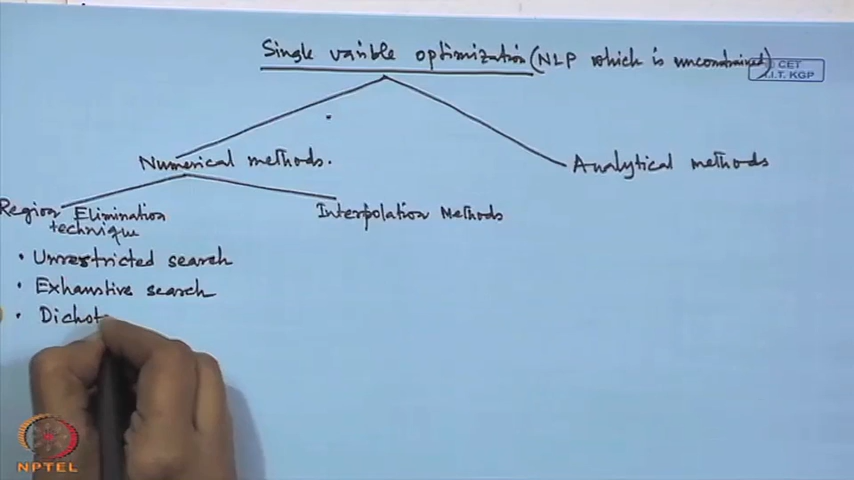 Single variable optimization (NLP which is unconstrained)
© CET
I.I.T. KGP
Numerical methods.
Analytical methods
Region Elimination
technique
Interpolation Methods
• Unrestricted search
• Exhaustive search
• Dichot
NPTEL